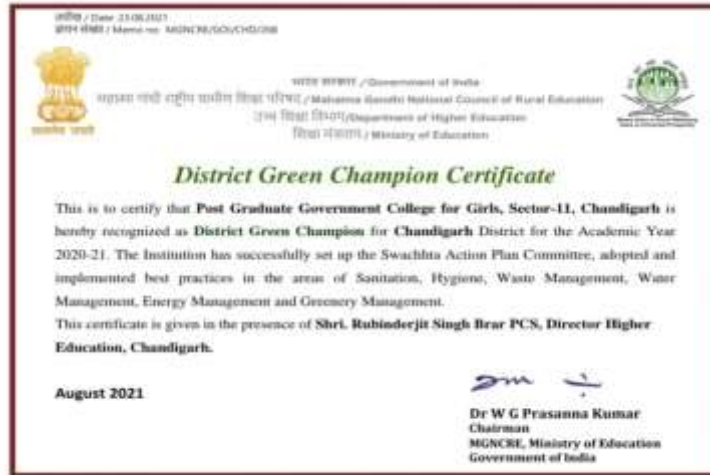 दिनांक / Date: 23.08.2021
ज्ञापन संख्या / Memo no: MGNCRE/GOI/CHD/
भारत सरकार / Government of India
महात्मा गांधी राष्ट्रीय ग्रामीण शिक्षा परिषद / Mahatma Gandhi National Council of Rural Education
उच्च शिक्षा विभाग/Department of Higher Education
शिक्षा मंत्रालय / Ministry of Education
सत्यमेव जयते
District Green Champion Certificate
This is to certify that Post Graduate Government College for Girls, Sector-11, Chandigarh is
hereby recognized as District Green Champion for Chandigarh District for the Academic Year
2020-21. The Institution has successfully set up the Swachhta Action Plan Committee, adopted and
implemented best practices in the areas of Sanitation, Hygiene, Waste Management, Water
Management, Energy Management and Greenery Management.
This certificate is given in the presence of Shri. Rubinderjit Singh Brar PCS, Director Higher
Education, Chandigarh.
August 2021
Dr W G Prasanna Kumar
Chairman
MGNCRE, Ministry of Education
Government of India